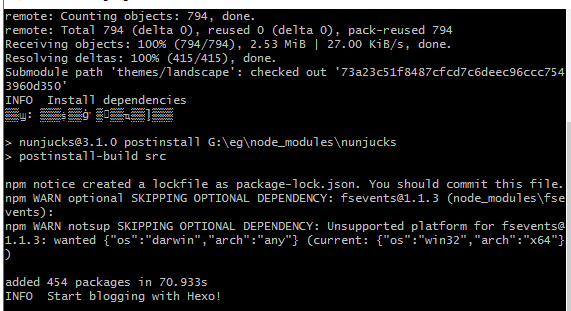 remote: Counting objects: 794, done.
remote: Total 794 (delta 0), reused 0 (delta 0), pack-reused 794
Receiving objects: 100% (794/794), 2.53 MiB | 27.00 KiB/s, done.
Resolving deltas: 100% (415/415), done.
Submodule path 'themes/landscape': checked out '73a23c51f8487cfcd7c6deec96ccc754
3960d350'
INFO  Install dependencies
> nunjucks@3.1.0 postinstall G:\eg\node_modules\nunjucks
> postinstall-build src
npm notice created a lockfile as package-lock.json. You should commit this file.
npm WARN optional SKIPPING OPTIONAL DEPENDENCY: fsevents@1.1.3 (node_modules\fse
vents):
npm WARN notsup SKIPPING OPTIONAL DEPENDENCY: Unsupported platform for fsevents@
1.1.3: wanted {"os":"darwin","arch":"any"} (current: {"os":"win32","arch":"x64"}
)
added 454 packages in 70.933s
INFO  Start blogging with Hexo!